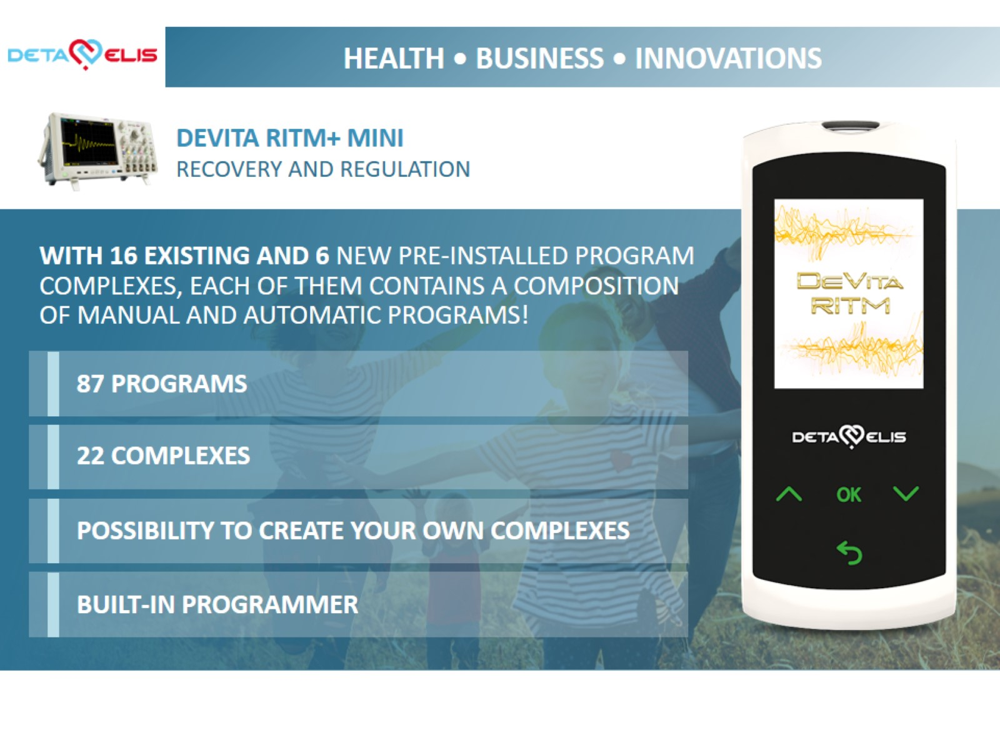 DETA ELIS
HEALTH • BUSINESS • INNOVATIONS
DEVITA RITM+ MINI
RECOVERY AND REGULATION
WITH 16 EXISTING AND 6 NEW PRE-INSTALLED PROGRAM
COMPLEXES, EACH OF THEM CONTAINS A COMPOSITION
OF MANUAL AND AUTOMATIC PROGRAMS!
87 PROGRAMS
22 COMPLEXES
POSSIBILITY TO CREATE YOUR OWN COMPLEXES
BUILT-IN PROGRAMMER
DEVITA
RITM
DETA ELIS
OK